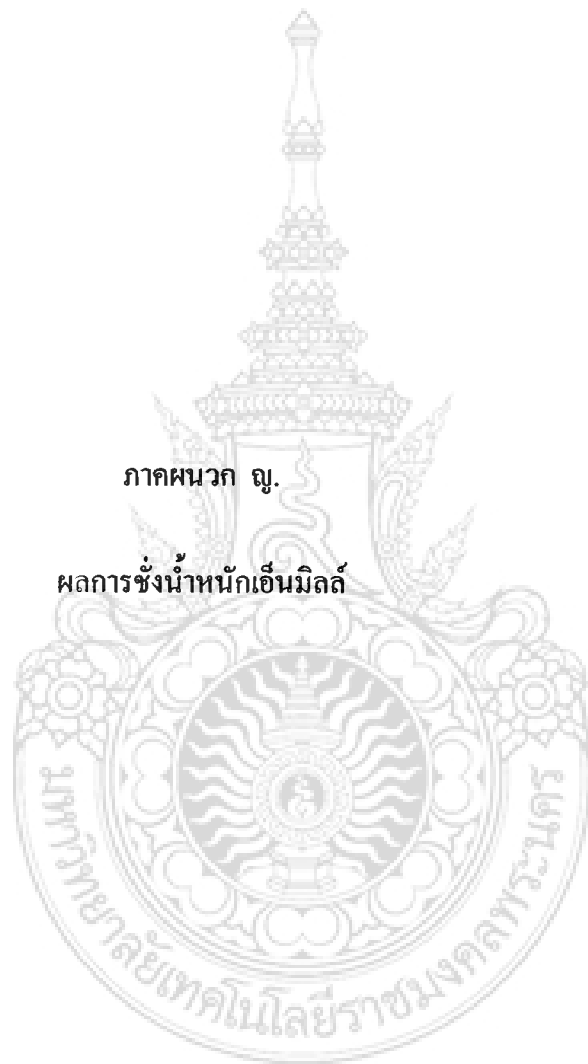 ภาคผนวก ญ.
ผลการชั่งน้ำหนักเอ็นมิลล์
มหาวิทยาลัยเทคโนโลยีราชมงคลพระนคร